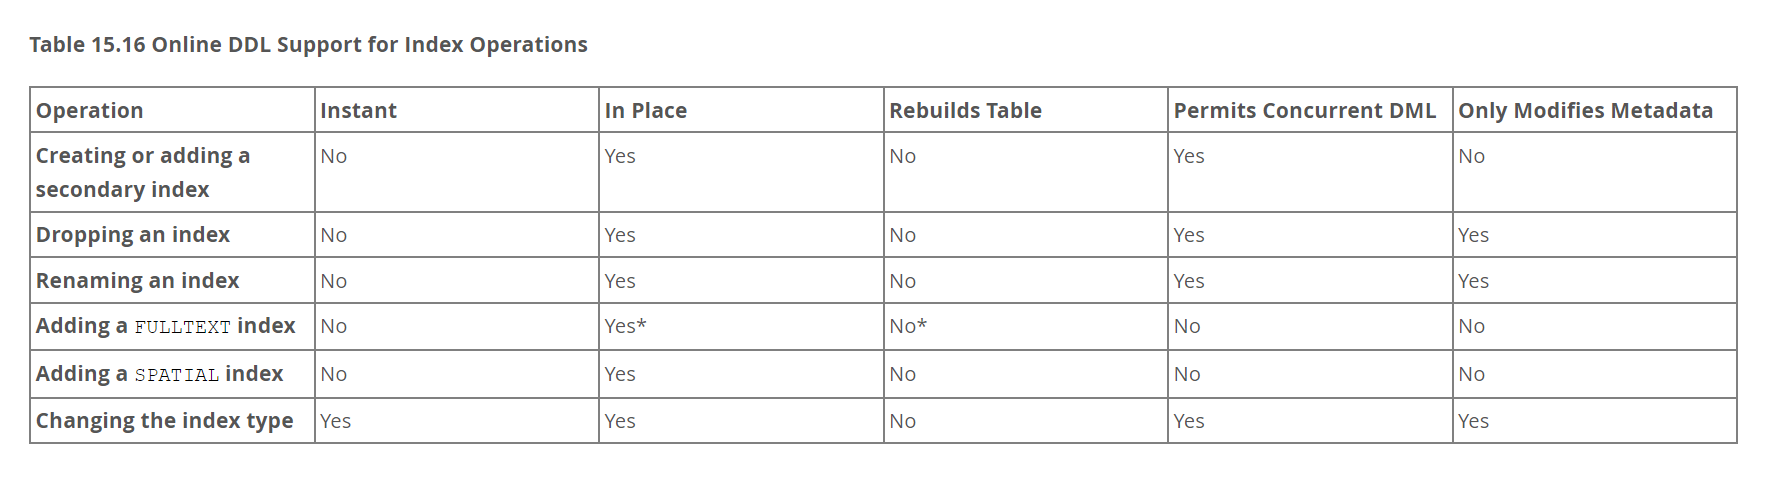 Table 15.16 Online DDL Support for Index Operations
Operation Instant In Place Rebuilds Table Permits Concurrent DML Only Modifies Metadata
Creating or adding a No Yes No Yes No
secondary index
Dropping an index No Yes No Yes Yes
Renaming an index No Yes No Yes Yes
Adding a FULLTEXT index No Yes* No* No No
Adding a SPATIAL index No Yes No No No
Changing the index type Yes Yes No Yes Yes